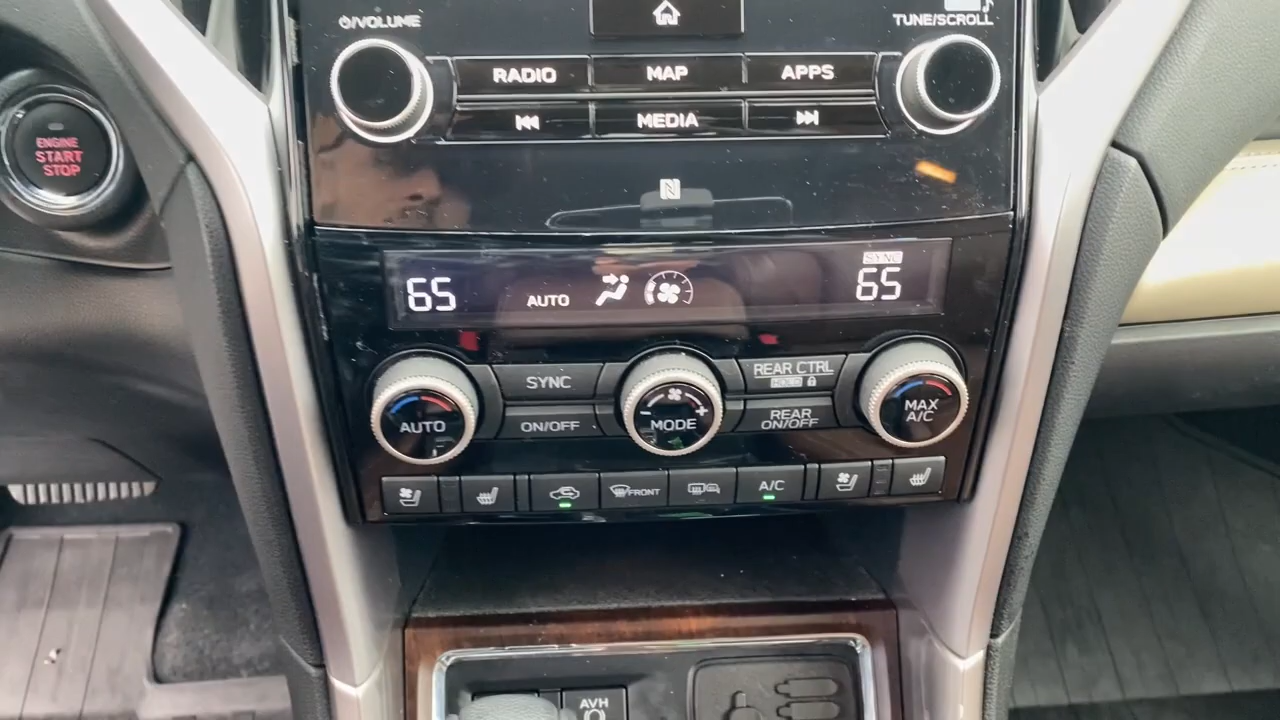 ⏻/VOLUME
TUNE/SCROLL
RADIO
MAP
APPS
MEDIA
ENGINE
START
STOP
N
65
AUTO
SYNC
65
AUTO
SYNC
ON/OFF
MODE
REAR CTRL
HOLD
REAR
ON/OFF
MAX
A/C
FRONT
A/C
AVH